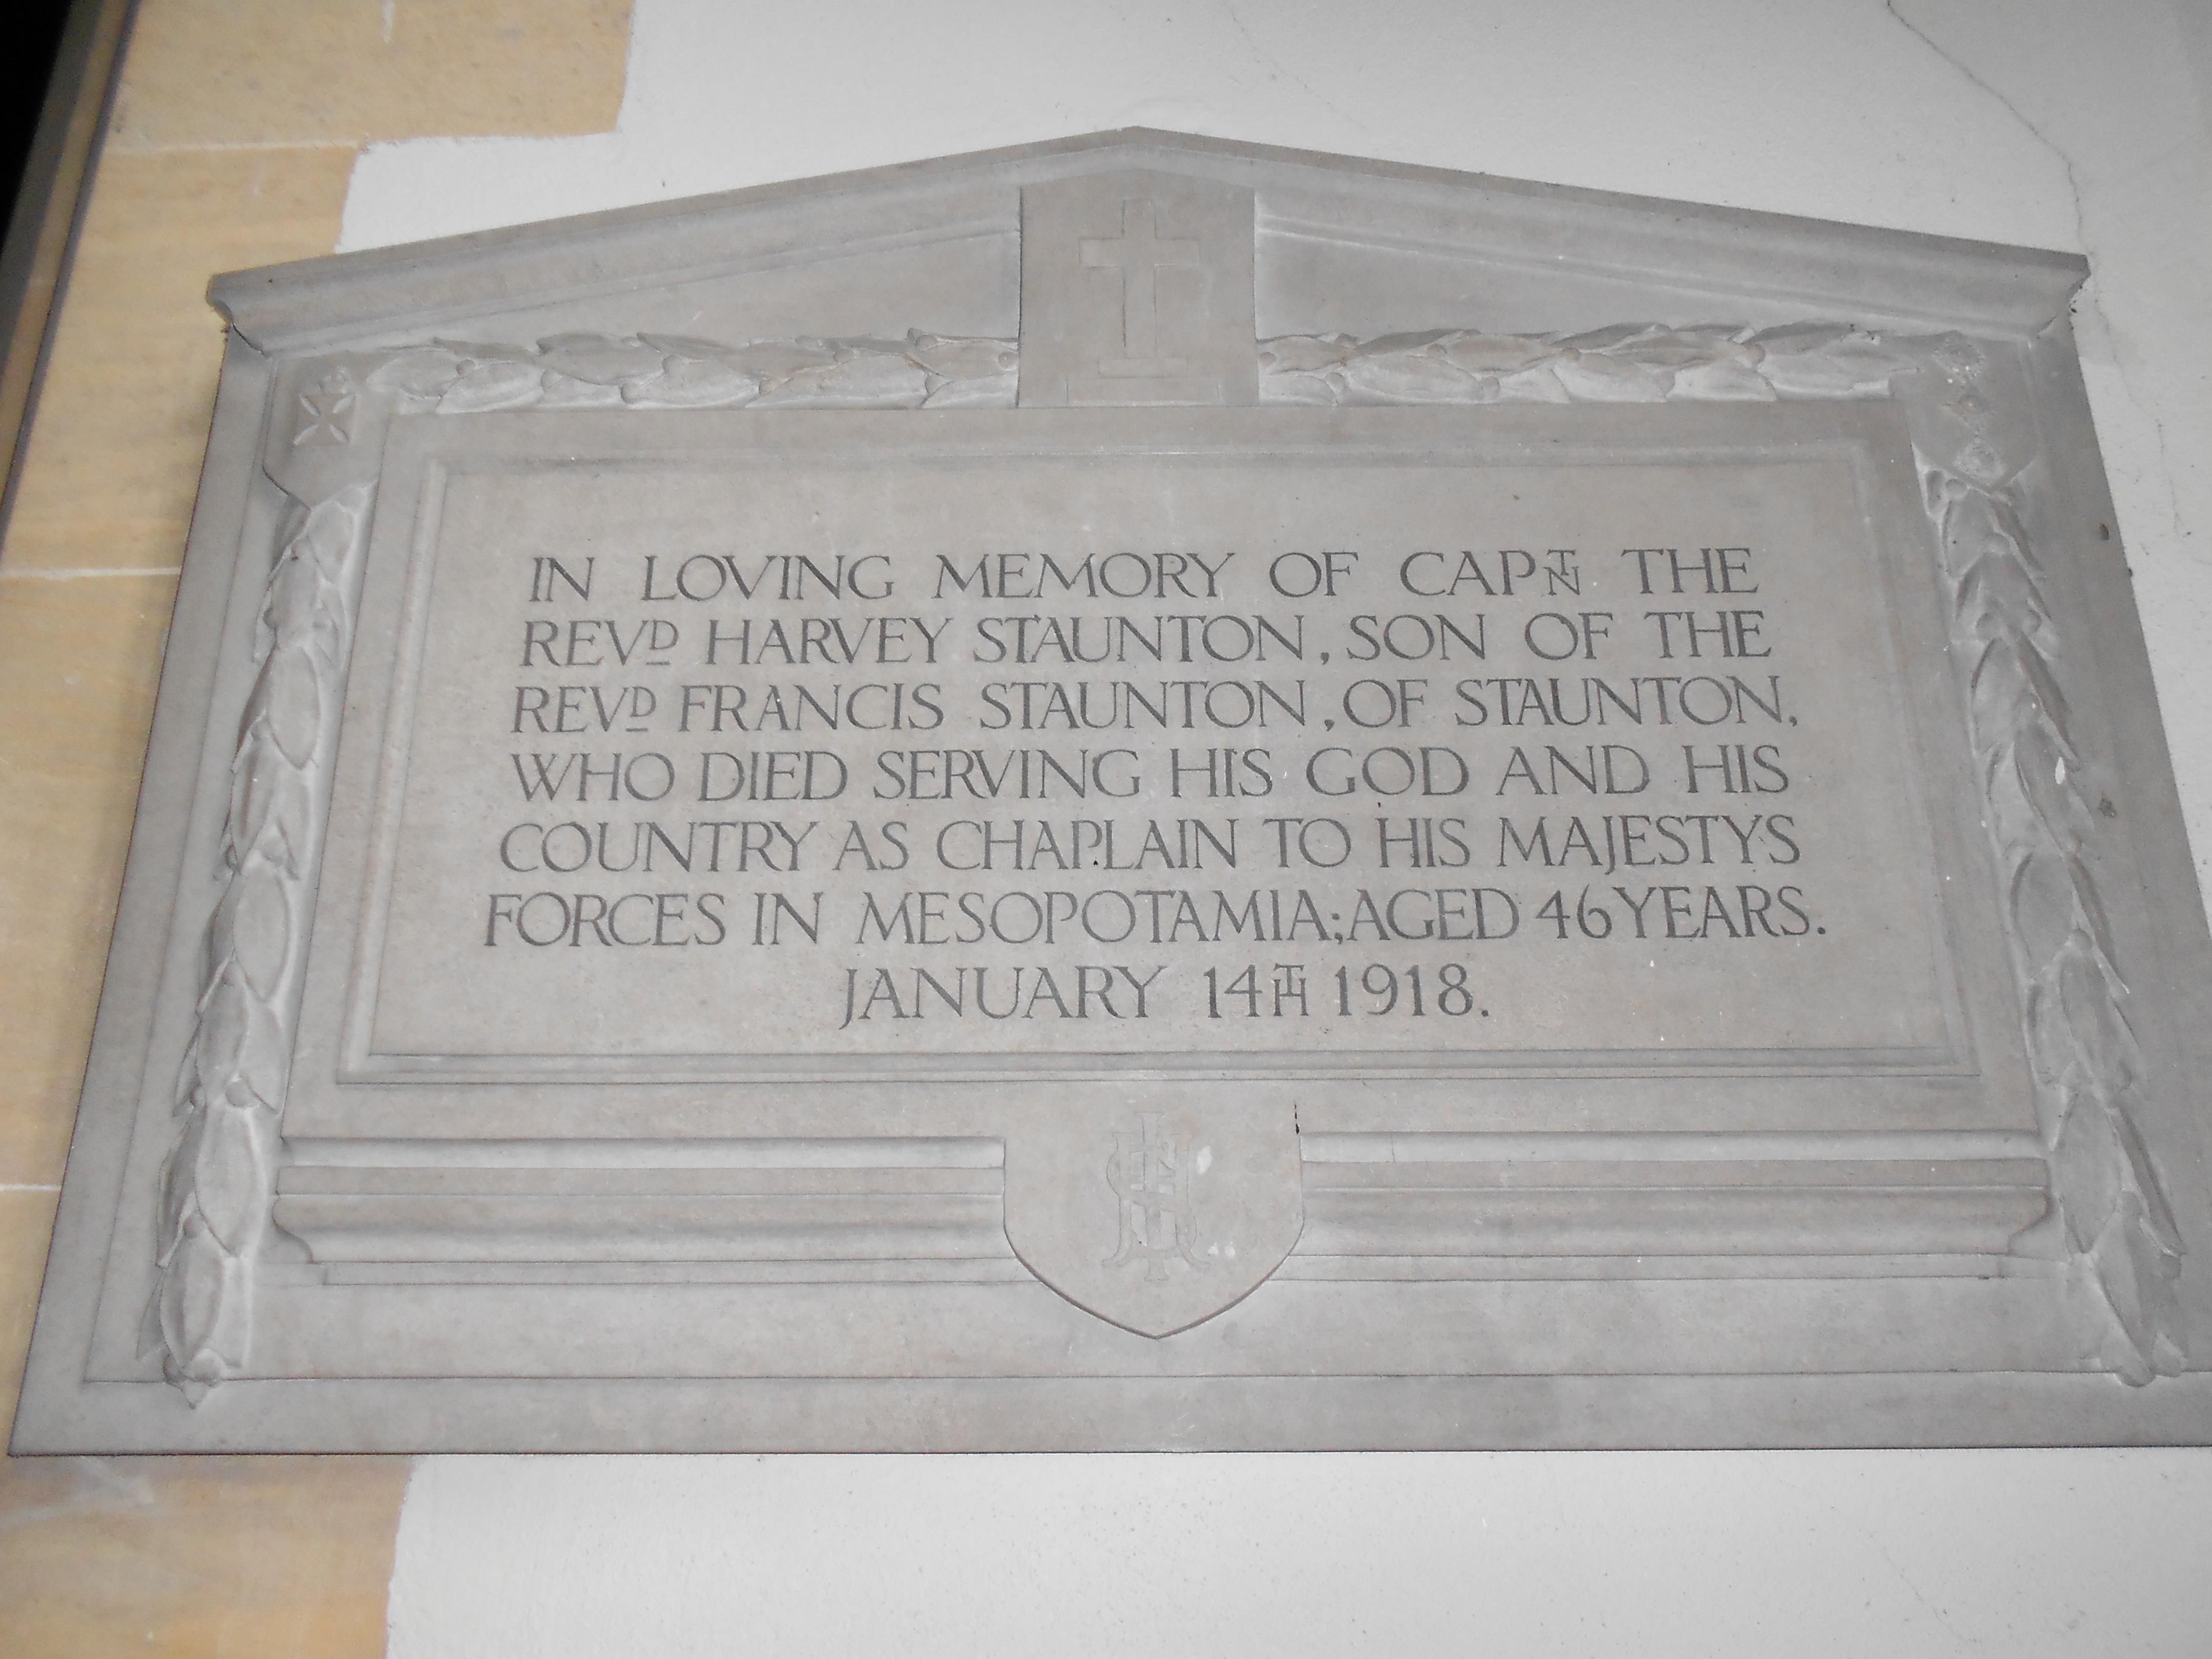 IN LOVING MEMORY OF CAPTN THE
REVD HARVEY STAUNTON, SON OF THE
REVD FRANCIS STAUNTON, OF STAUNTON,
WHO DIED SERVING HIS GOD AND HIS
COUNTRY AS CHAPLAIN TO HIS MAJESTYS
FORCES IN MESOPOTAMIA; AGED 46 YEARS.
JANUARY 14TH 1918.
IHS